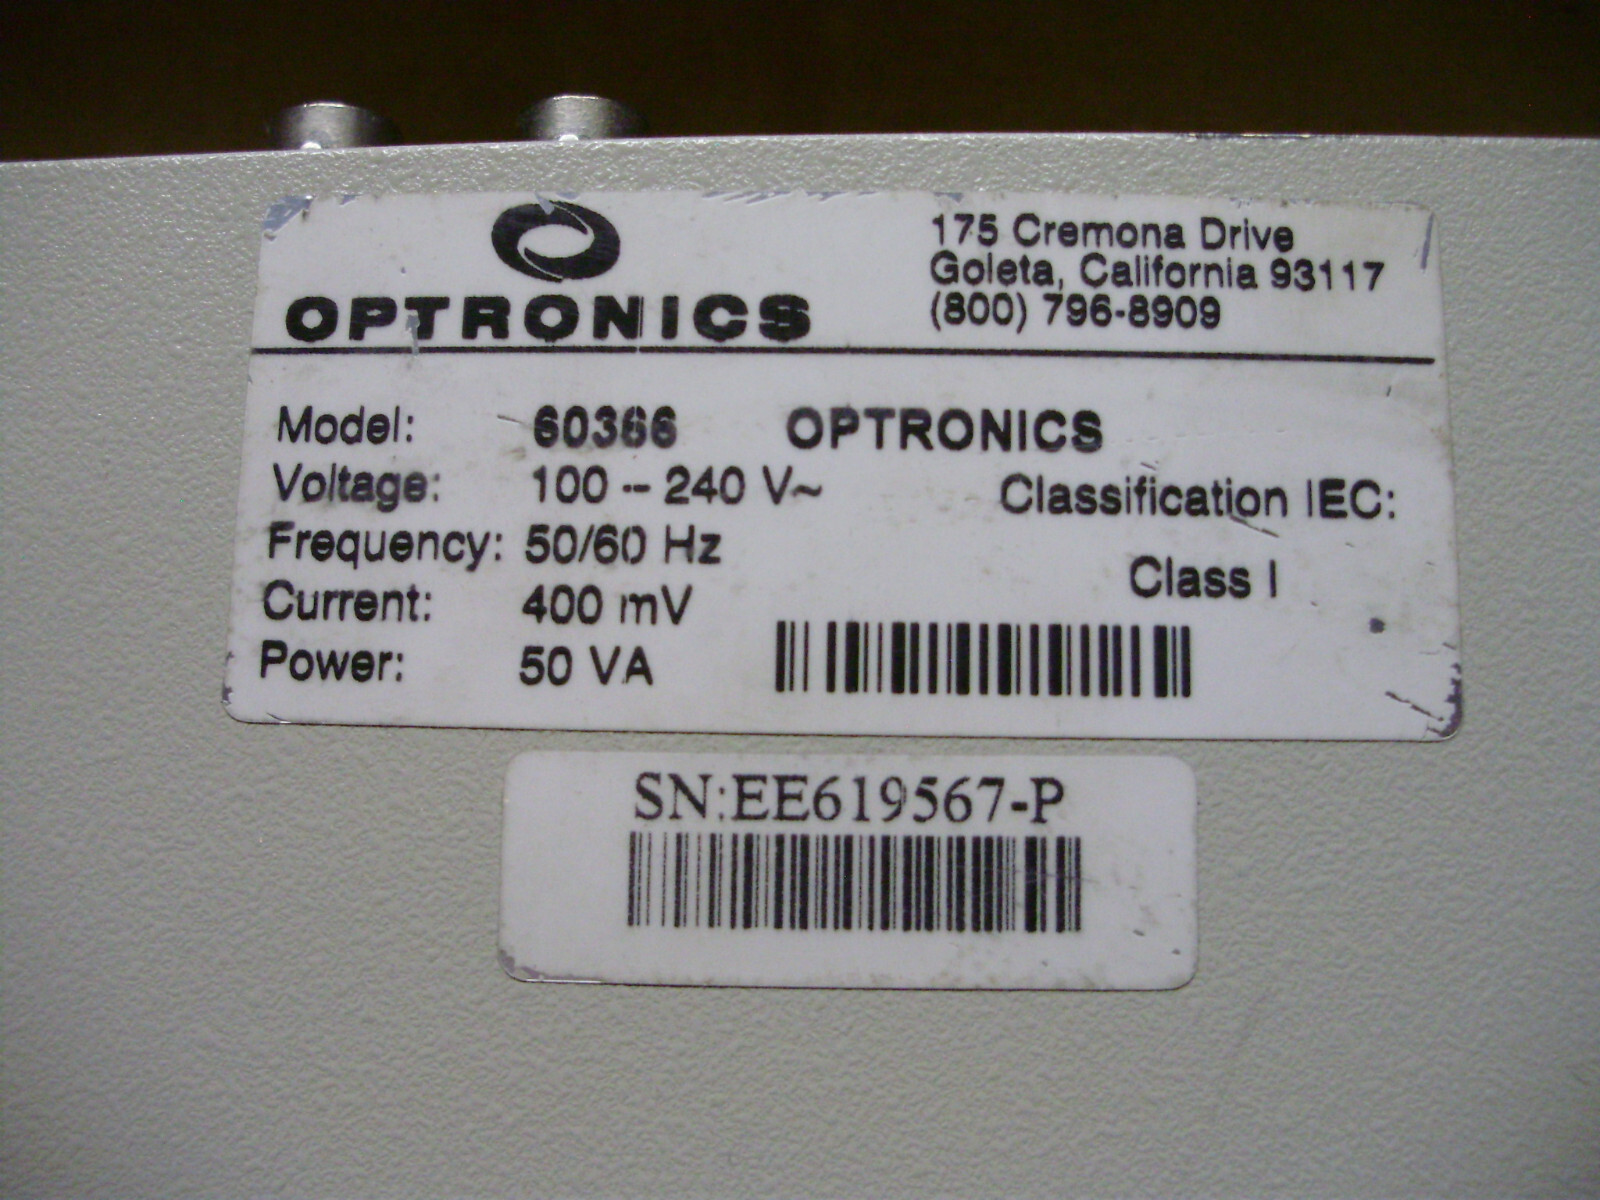 OPTRONICS
175 Cremona Drive
Goleta, California 93117
(800) 796-8909
Model: 60366 OPTRONICS
Voltage: 100 -- 240 V~
Classification IEC:
Frequency: 50/60 Hz
Class I
Current: 400 mV
Power: 50 VA
SN:EE619567-P